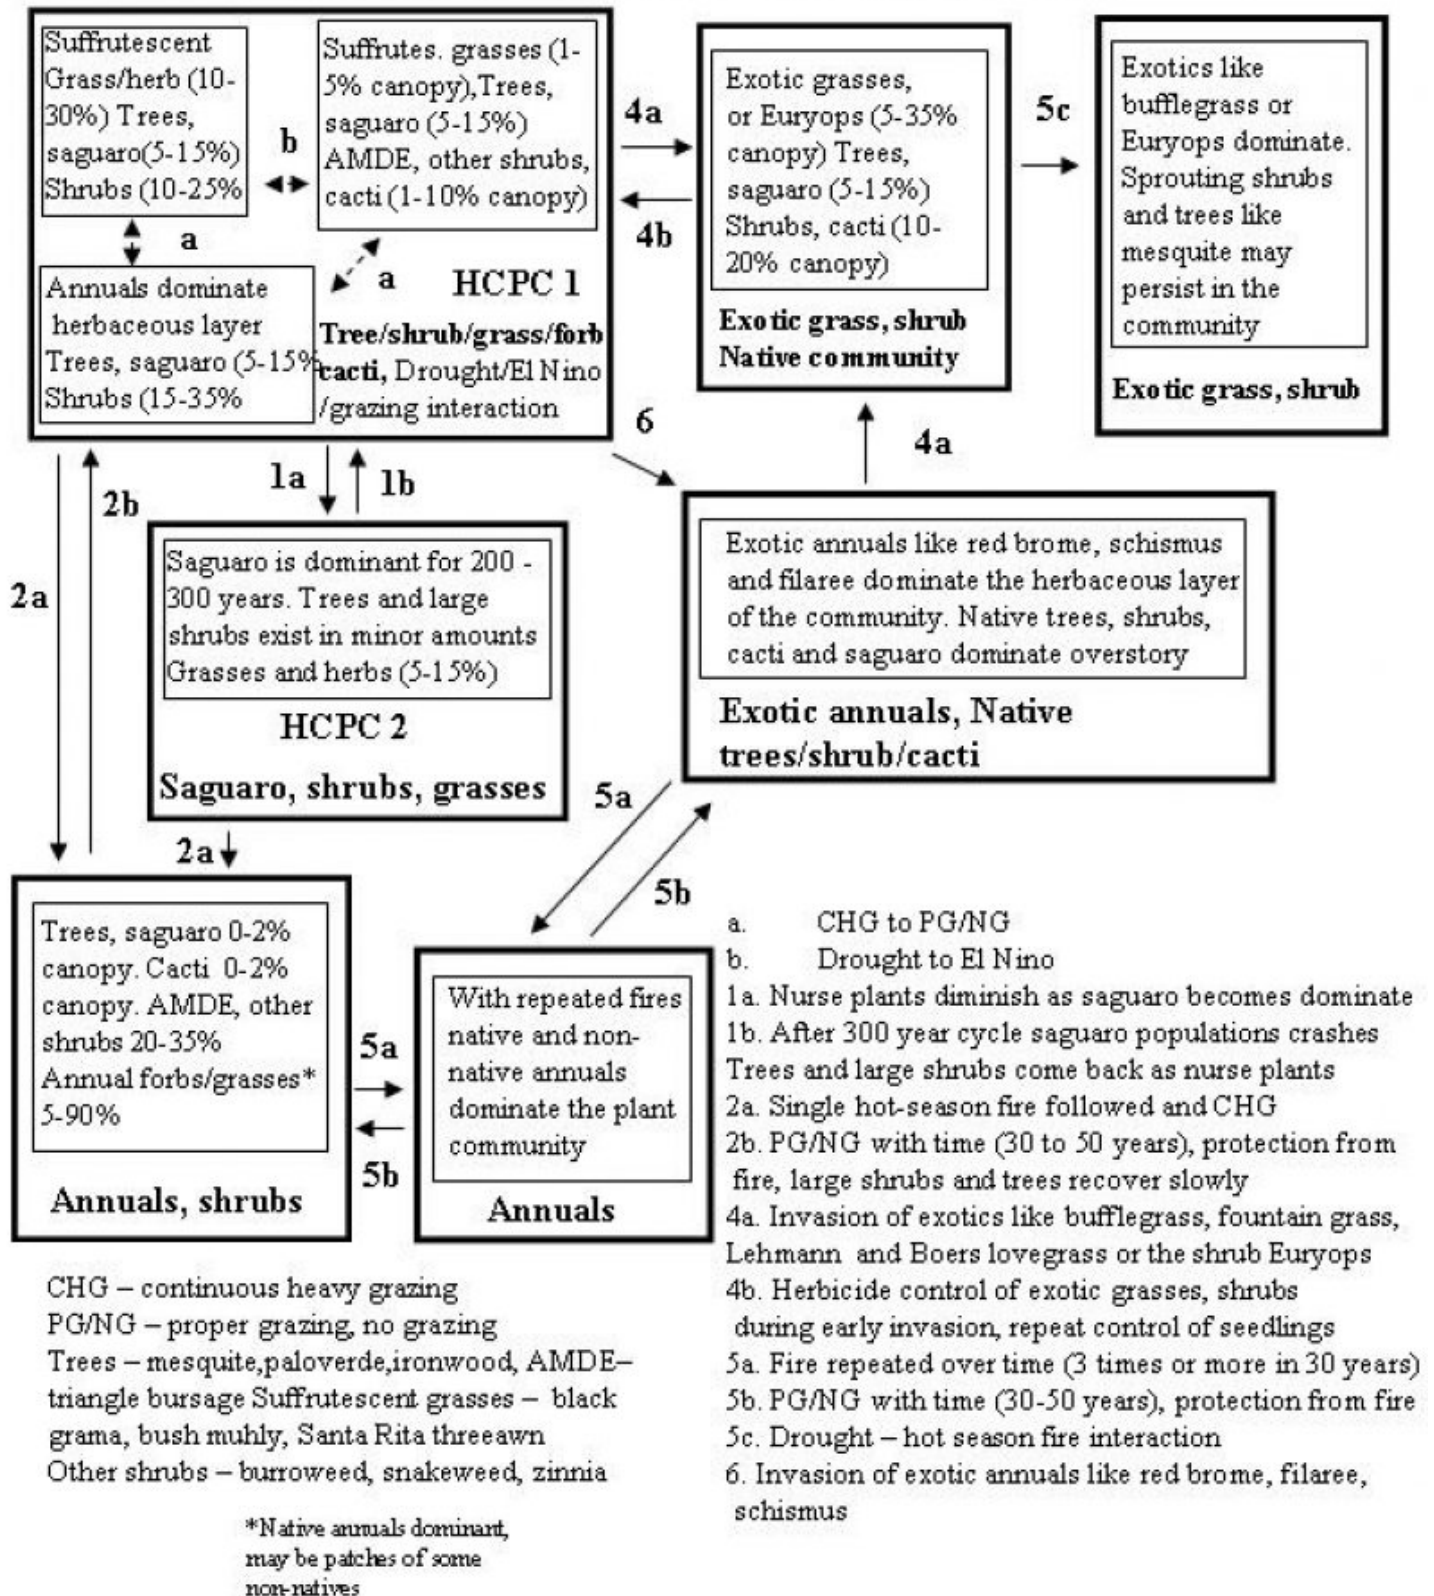 Suffrutescent
Grass/herb (10-
30%) Trees,
saguaro(5-15%)
Shrubs (10-25%
b
Suffrutes. grasses (1-
5% canopy),Trees,
saguaro (5-15%)
AMDE, other shrubs,
cacti (1-10% canopy)
a
Annuals dominate
herbaceous layer
Trees, saguaro (5-15%
Shrubs (15-35%
a
HCPC 1
Tree/shrub/grass/forb
cacti, Drought/El Nino
/grazing interaction
4a
4b
Exotic grasses,
or Euryops (5-35%
canopy) Trees,
saguaro (5-15%)
Shrubs, cacti (10-
20% canopy)
Exotic grass, shrub
Native community
5c
Exotics like
bufflegrass or
Euryops dominate.
Sprouting shrubs
and trees like
mesquite may
persist in the
community
Exotic grass, shrub
6
4a
1a
1b
2b
2a
Saguaro is dominant for 200 -
300 years. Trees and large
shrubs exist in minor amounts
Grasses and herbs (5-15%)
HCPC 2
Saguaro, shrubs, grasses
Exotic annuals like red brome, schismus
and filaree dominate the herbaceous layer
of the community. Native trees, shrubs,
cacti and saguaro dominate overstory
Exotic annuals, Native
trees/shrub/cacti
2a
5a
5b
Trees, saguaro 0-2%
canopy. Cacti 0-2%
canopy. AMDE, other
shrubs 20-35%
Annual forbs/grasses*
5-90%
Annuals, shrubs
5a
5b
With repeated fires
native and non-
native annuals
dominate the plant
community
Annuals
a. CHG to PG/NG
b. Drought to El Nino
1a. Nurse plants diminish as saguaro becomes dominate
1b. After 300 year cycle saguaro populations crashes
Trees and large shrubs come back as nurse plants
2a. Single hot-season fire followed and CHG
2b. PG/NG with time (30 to 50 years), protection from
fire, large shrubs and trees recover slowly
4a. Invasion of exotics like bufflegrass, fountain grass,
Lehmann and Boers lovegrass or the shrub Euryops
4b. Herbicide control of exotic grasses, shrubs
during early invasion, repeat control of seedlings
5a. Fire repeated over time (3 times or more in 30 years)
5b. PG/NG with time (30-50 years), protection from fire
5c. Drought – hot season fire interaction
6. Invasion of exotic annuals like red brome, filaree,
schismus
CHG – continuous heavy grazing
PG/NG – proper grazing, no grazing
Trees – mesquite,paloverde,ironwood, AMDE–
triangle bursage Suffrutescent grasses – black
grama, bush muhly, Santa Rita threeawn
Other shrubs – burroweed, snakeweed, zinnia
*Native annuals dominant,
may be patches of some
non-natives